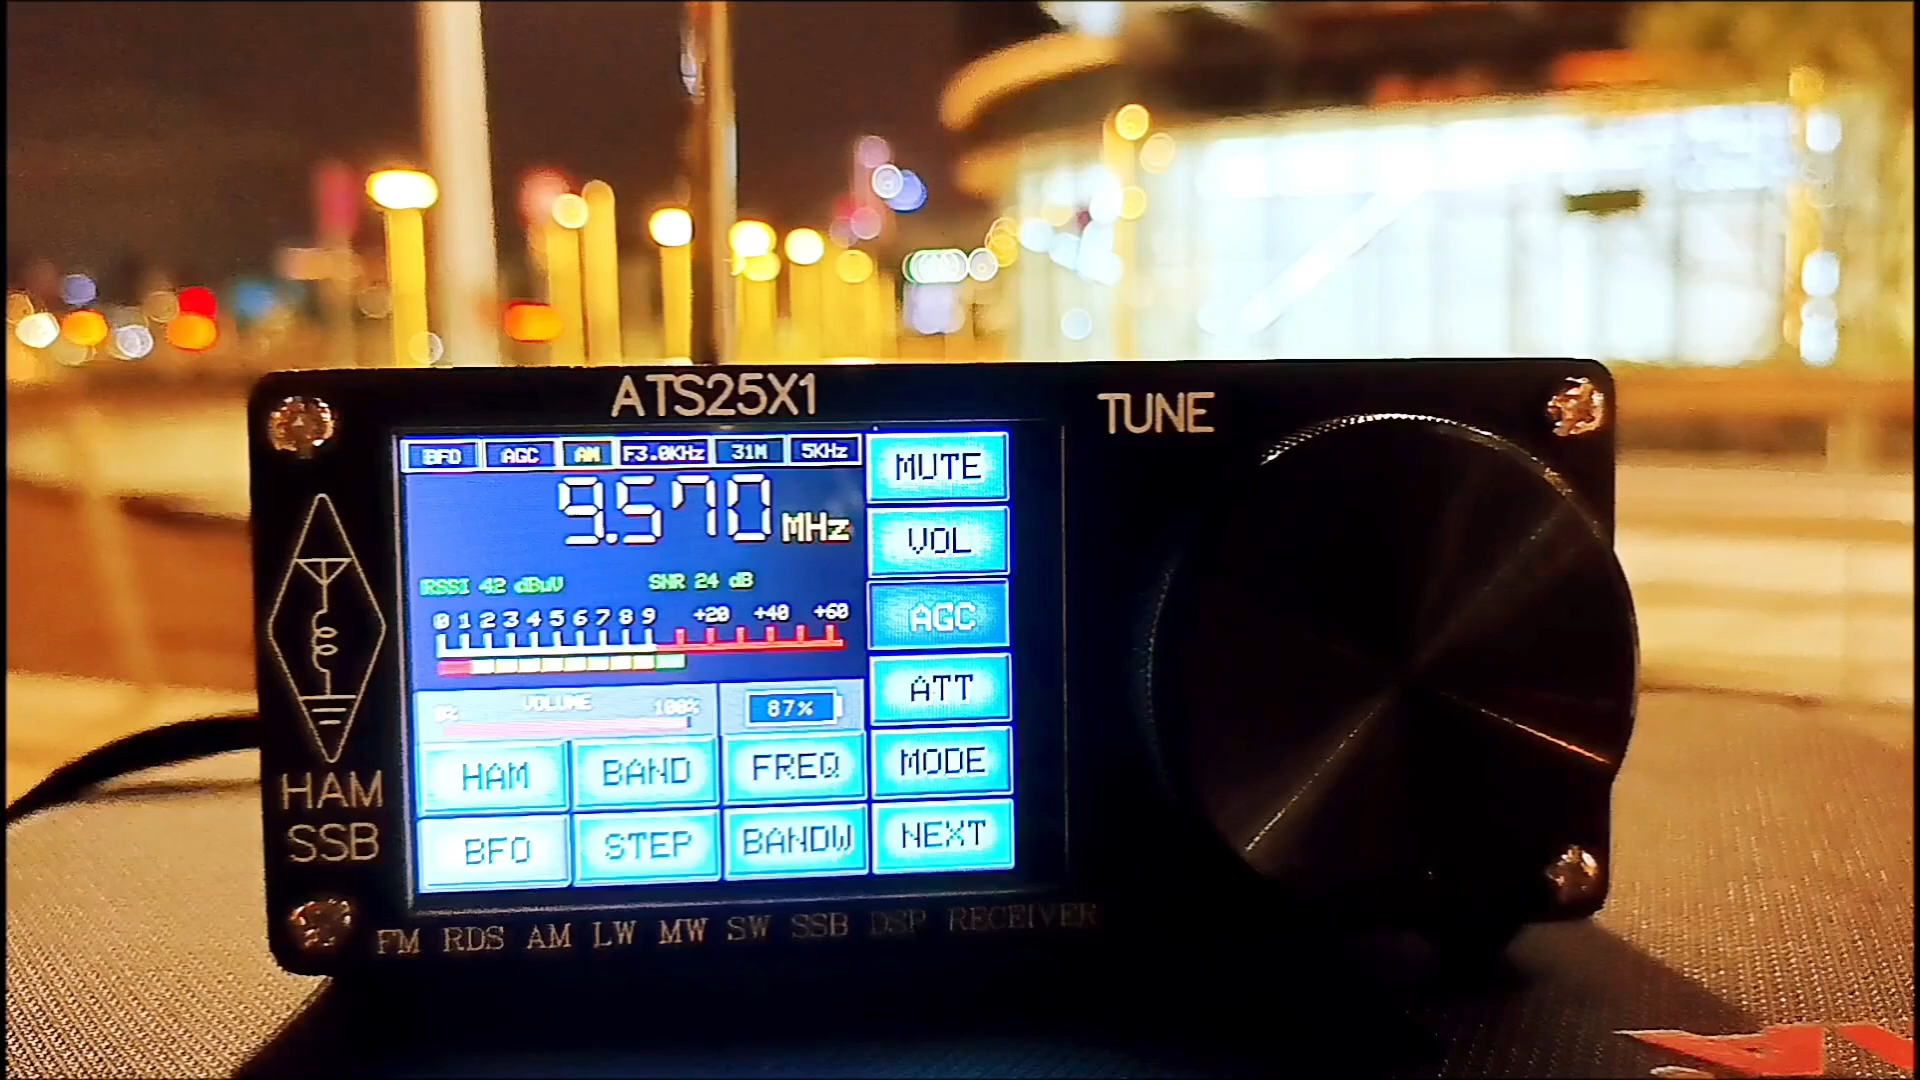 ATS25X1
TUNE
BFO AGC AM F3.0KHz 31M 5KHz
9.570 MHz
RSSI 42 dBuV SNR 24 dB
0 1 2 3 4 5 6 7 8 9 +20 +40 +60
VOLUME
0% 100%
87%
MUTE
VOL
AGC
ATT
MODE
NEXT
HAM BAND FREQ
BFO STEP BANDW
HAM
SSB
FM RDS AM LW MW SW SSB DSP RECEIVER